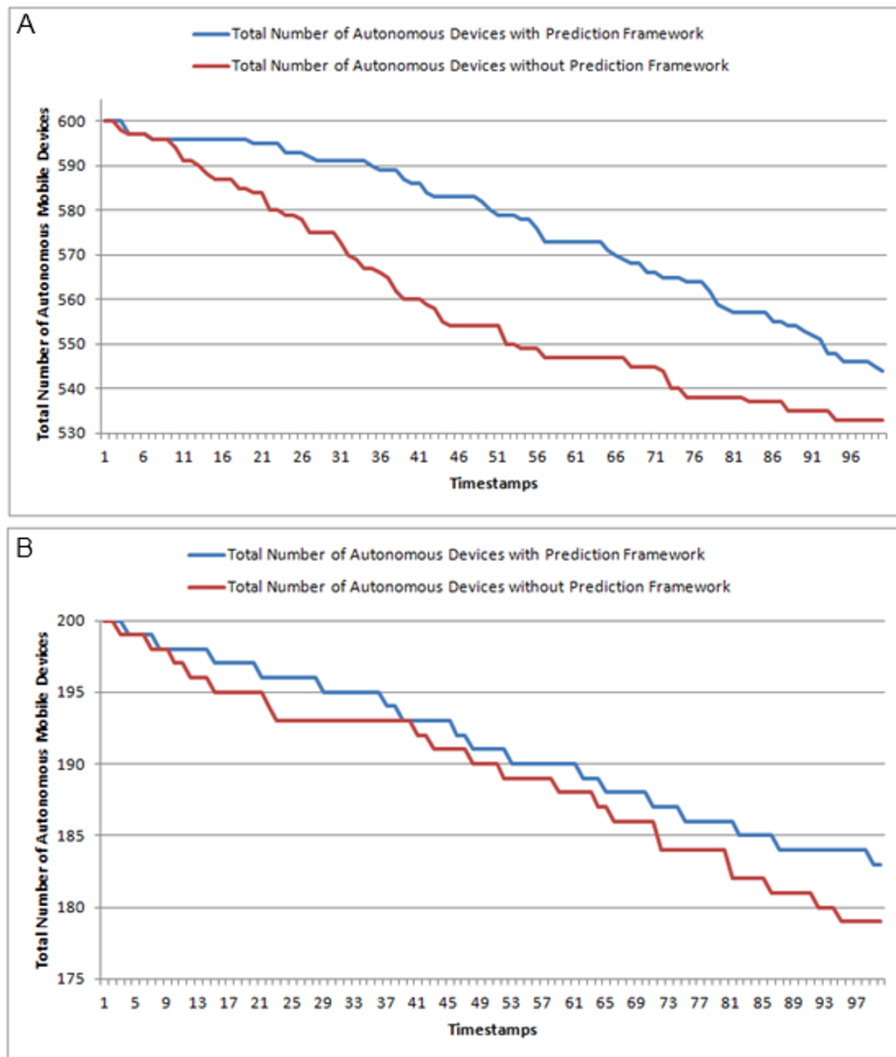 A
Total Number of Autonomous Devices with Prediction Framework
Total Number of Autonomous Devices without Prediction Framework
Total Number of Autonomous Mobile Devices
600
590
580
570
560
550
540
530
1 6 11 16 21 26 31 36 41 46 51 56 61 66 71 76 81 86 91 96
Timestamps
B
Total Number of Autonomous Devices with Prediction Framework
Total Number of Autonomous Devices without Prediction Framework
Total Number of Autonomous Mobile Devices
200
195
190
185
180
175
1 5 9 13 17 21 25 29 33 37 41 45 49 53 57 61 65 69 73 77 81 85 89 93 97
Timestamps